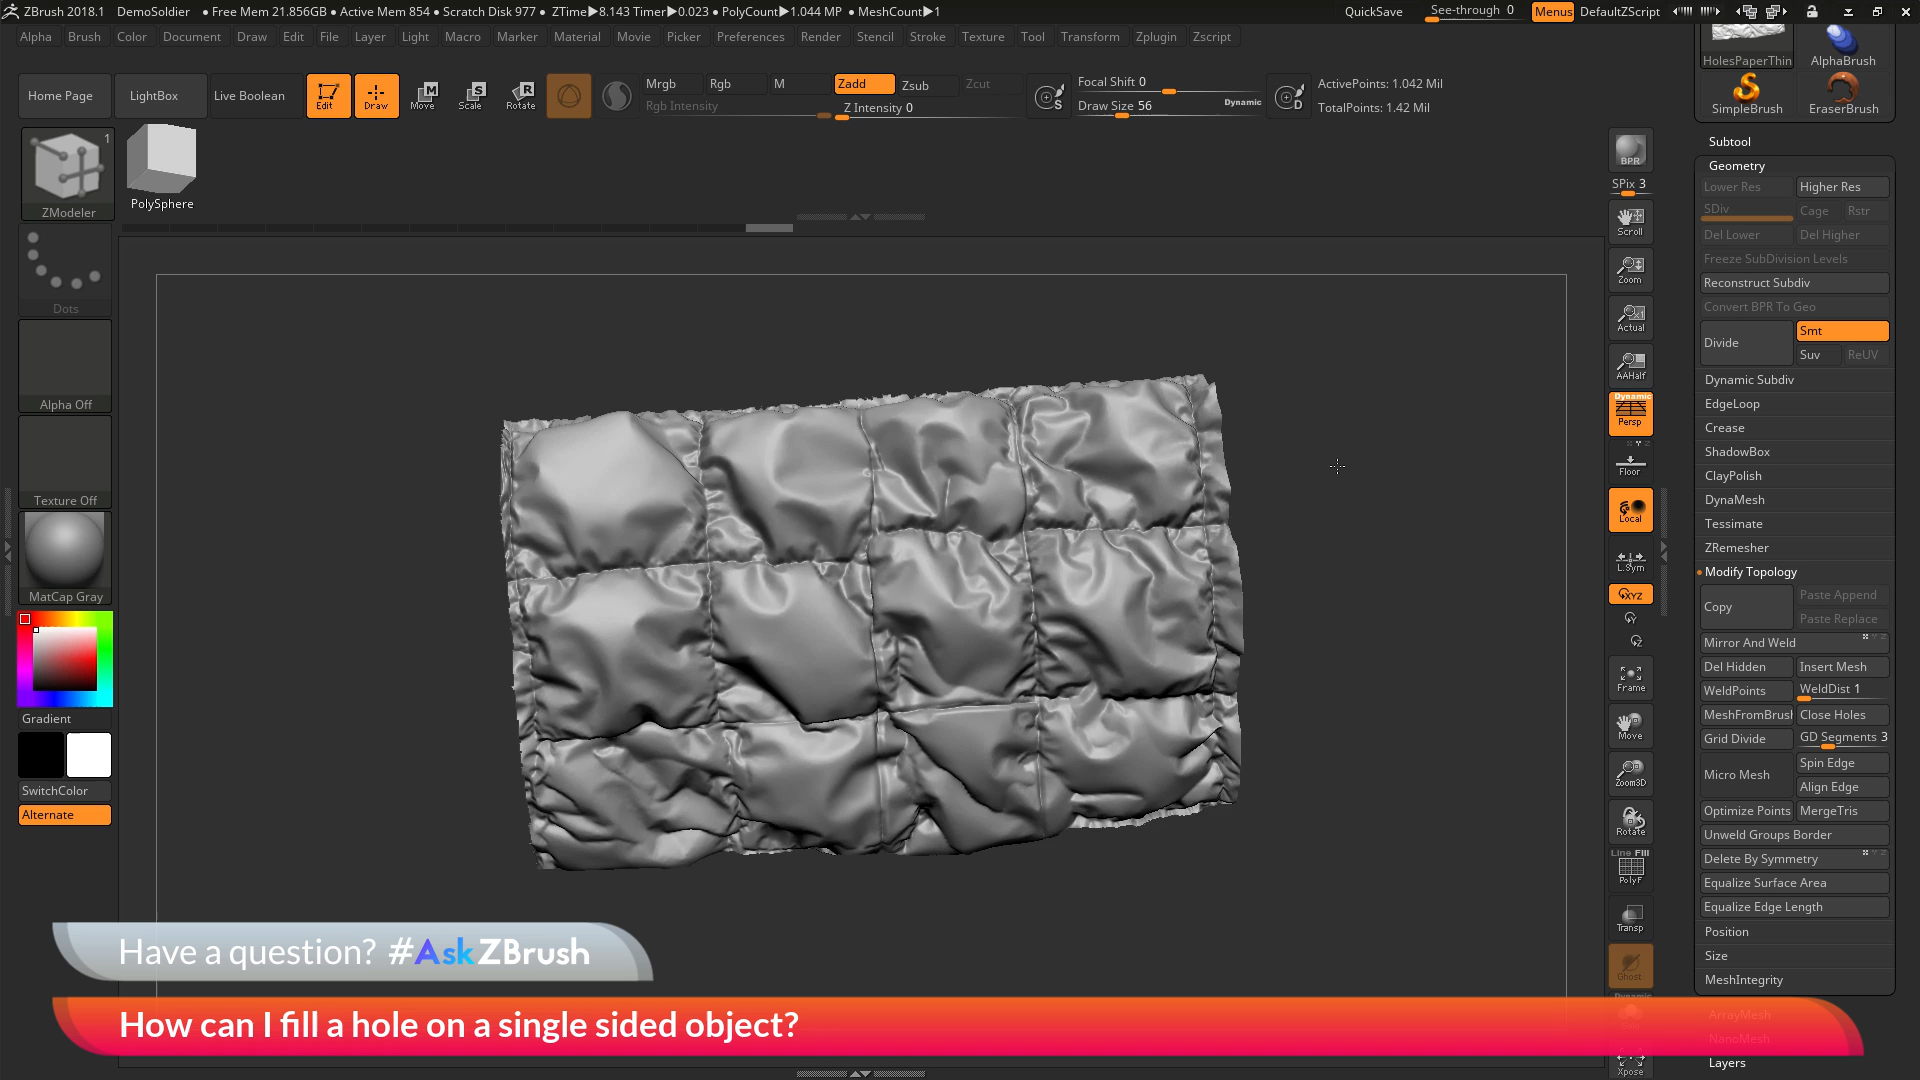 ZBrush 2018.1 DemoSoldier • Free Mem 21.856GB • Active Mem 854 • Scratch Disk 977 • ZTime▶8.143 Timer▶0.023 • PolyCount▶1.044 MP • MeshCount▶1 QuickSave See-through 0 Menus DefaultZScript
Alpha Brush Color Document Draw Edit File Layer Light Macro Marker Material Movie Picker Preferences Render Stencil Stroke Texture Tool Transform Zplugin Zscript
Home Page LightBox Live Boolean Edit Draw Move Scale Rotate
Mrgb Rgb M Zadd Zsub Zcut
Rgb Intensity Z Intensity 0
S Focal Shift 0
Draw Size 56 Dynamic D
ActivePoints: 1.042 Mil
TotalPoints: 1.42 Mil
HolesPaperThin AlphaBrush
SimpleBrush EraserBrush
1
ZModeler
PolySphere
Dots
Alpha Off
Texture Off
MatCap Gray
Gradient
SwitchColor
Alternate
BPR
SPix 3
Scroll
Zoom
Actual
AAHalf
Dynamic
Persp
Floor
Local
L.Sym
XYZ
Y
Z
Frame
Move
Zoom3D
Rotate
Line Fill
PolyF
Transp
Ghost
Dynamic
Xpose
Subtool
Geometry
Lower Res Higher Res
SDiv Cage Rstr
Del Lower Del Higher
Freeze SubDivision Levels
Reconstruct Subdiv
Convert BPR To Geo
Divide Smt
Suv ReUV
Dynamic Subdiv
EdgeLoop
Crease
ShadowBox
ClayPolish
DynaMesh
Tessimate
ZRemesher
Modify Topology
Copy Paste Append
Paste Replace
Mirror And Weld
Del Hidden Insert Mesh
WeldPoints WeldDist 1
MeshFromBrush Close Holes
Grid Divide GD Segments 3
Micro Mesh Spin Edge
Align Edge
Optimize Points MergeTris
Unweld Groups Border
Delete By Symmetry
Equalize Surface Area
Equalize Edge Length
Position
Size
MeshIntegrity
ArrayMesh
NanoMesh
Layers
Have a question? #AskZBrush
How can I fill a hole on a single sided object?